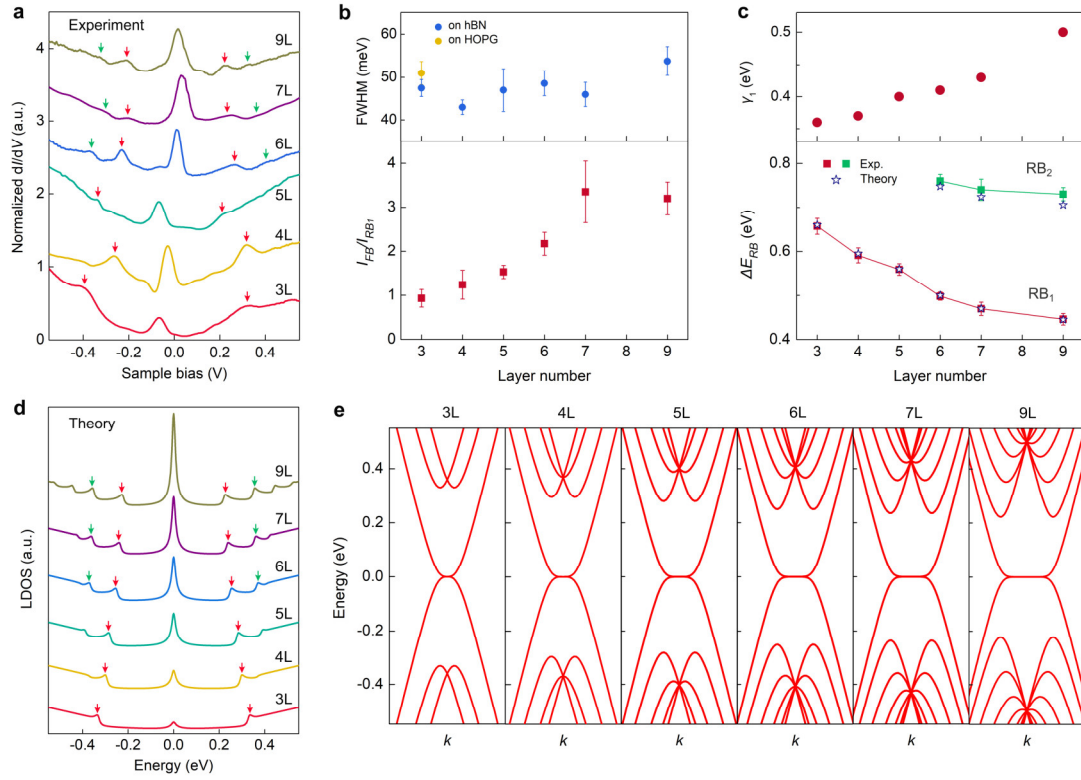 a
Experiment
Normalized dI/dV (a.u.)
4
3
2
1
0
9L
7L
6L
5L
4L
3L
-0.4 -0.2 0.0 0.2 0.4
Sample bias (V)
b
on hBN
on HOPG
FWHM (meV)
60
50
40
I_FB/I_RB1
4
3
2
1
0
3 4 5 6 7 8 9
Layer number
c
γ1 (eV)
0.5
0.4
Exp.
Theory
RB2
RB1
ΔE_RB (eV)
0.8
0.6
0.4
3 4 5 6 7 8 9
Layer number
d
Theory
LDOS (a.u.)
9L
7L
6L
5L
4L
3L
-0.4 -0.2 0.0 0.2 0.4
Energy (eV)
e
3L 4L 5L 6L 7L 9L
Energy (eV)
0.4
0.2
0.0
-0.2
-0.4
k k k k k k